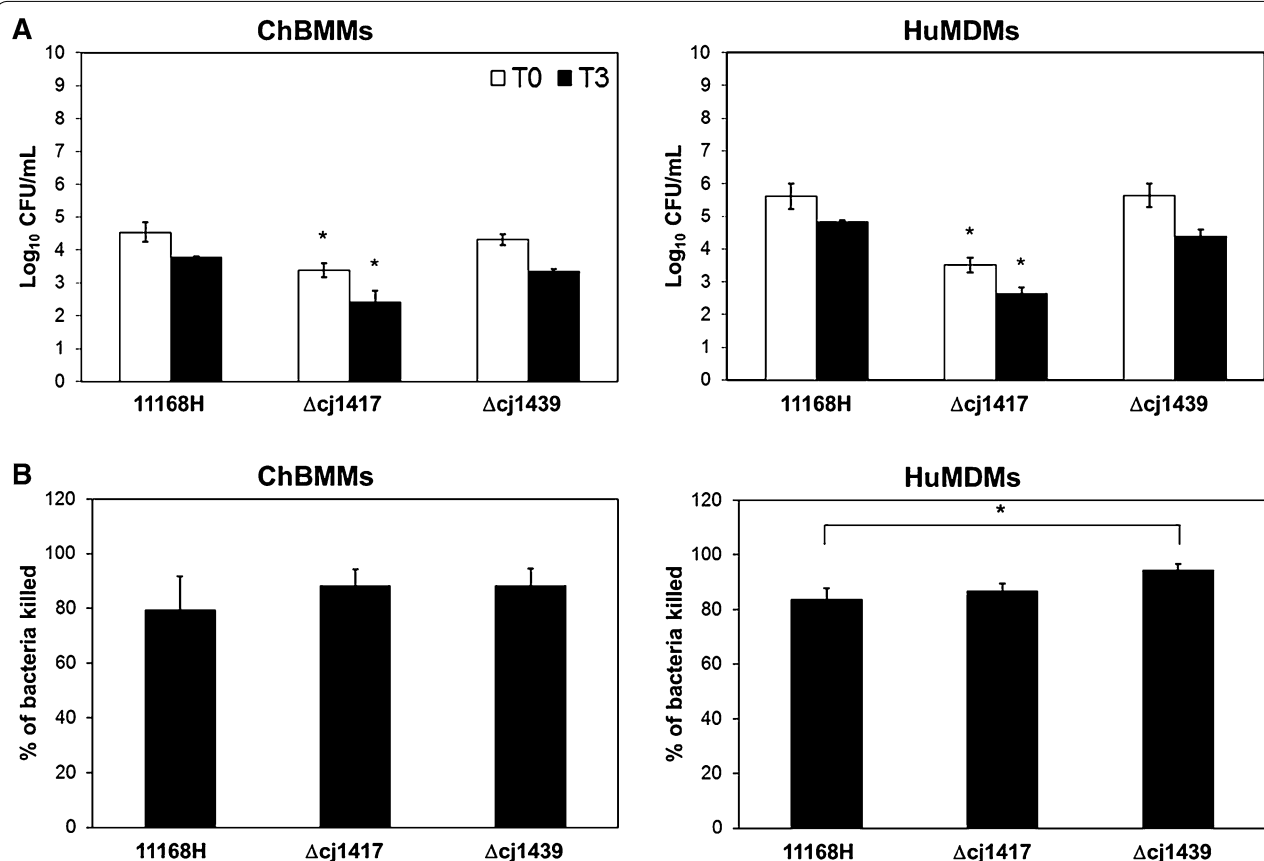 A
ChBMMs
HuMDMs
10
9
8
7
6
5
4
3
2
1
0
Log10 CFU/mL
T0 T3
*
*
11168H Δcj1417 Δcj1439
10
9
8
7
6
5
4
3
2
1
0
Log10 CFU/mL
*
*
11168H Δcj1417 Δcj1439
B
ChBMMs
HuMDMs
120
100
80
60
40
20
0
% of bacteria killed
11168H Δcj1417 Δcj1439
120
100
80
60
40
20
0
% of bacteria killed
*
11168H Δcj1417 Δcj1439